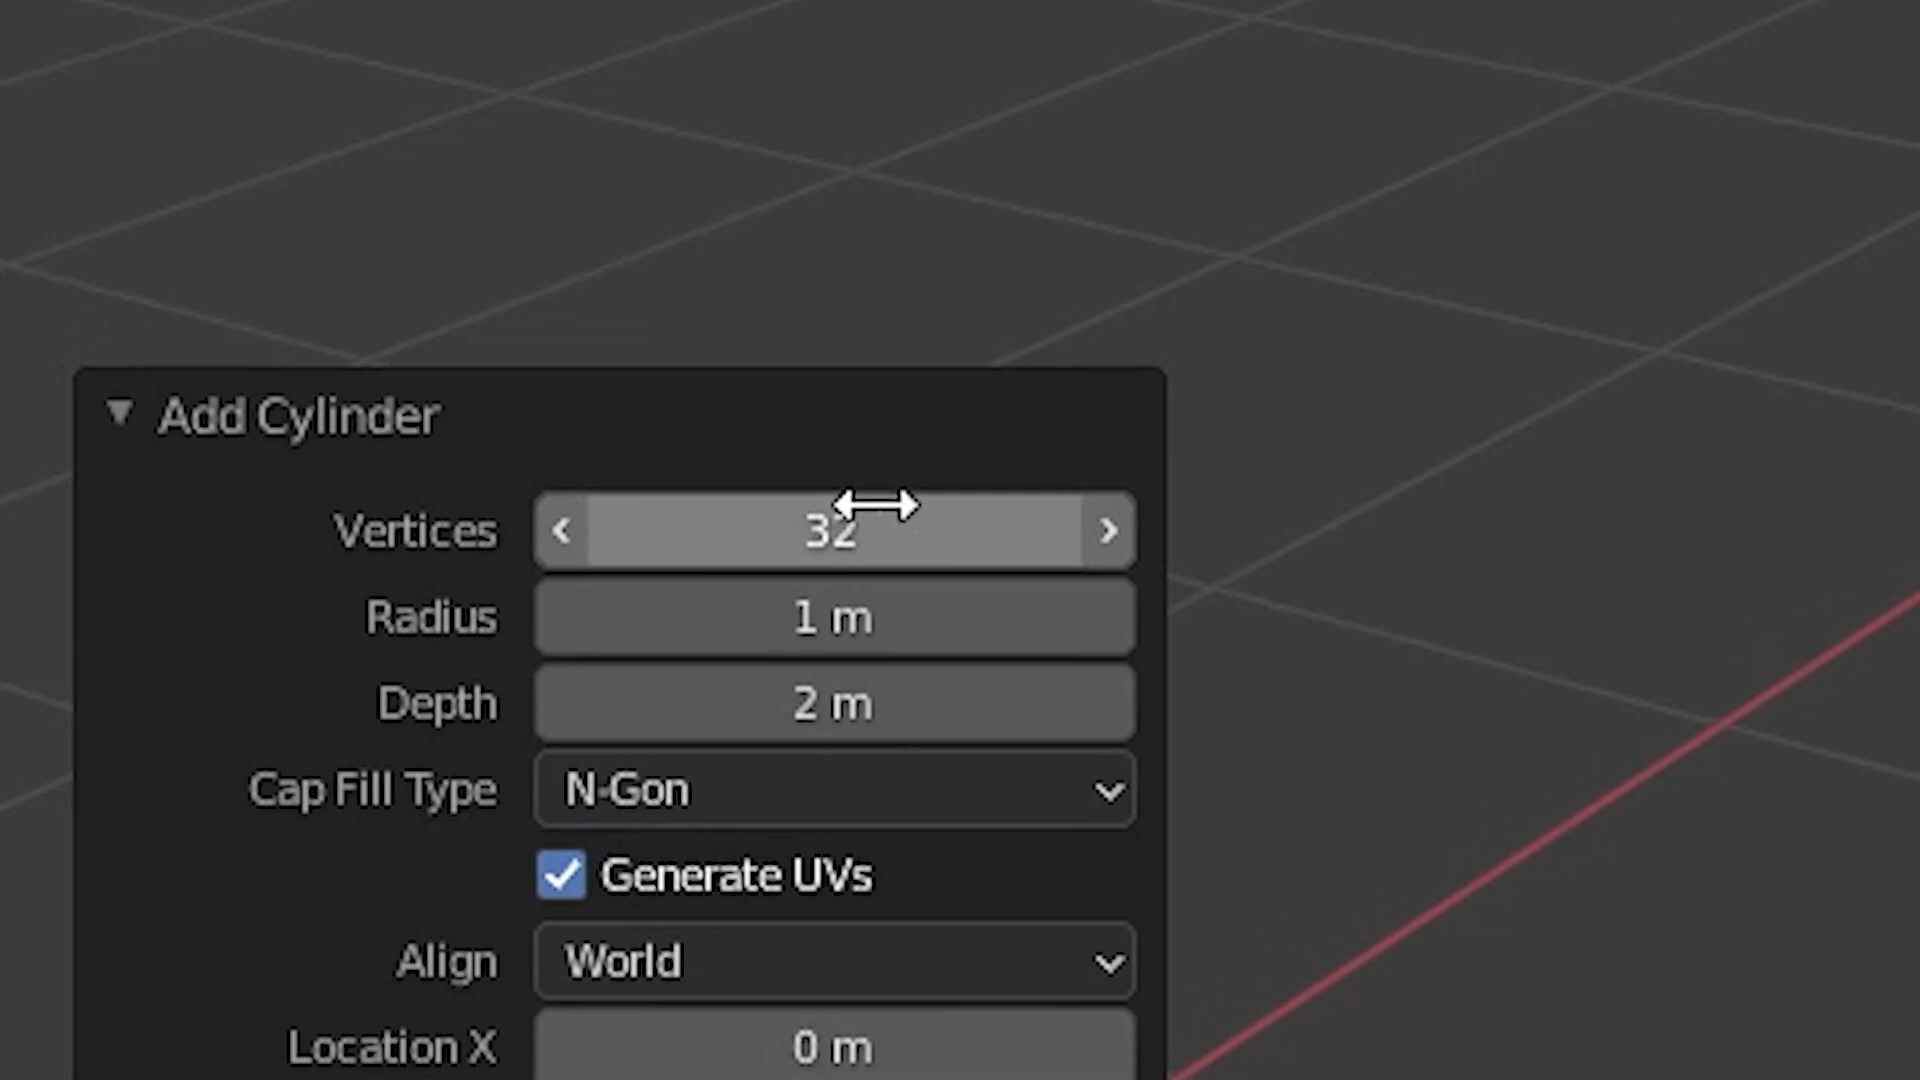 Add Cylinder
Vertices 32
Radius 1 m
Depth 2 m
Cap Fill Type N-Gon
Generate UVs
Align World
Location X 0 m